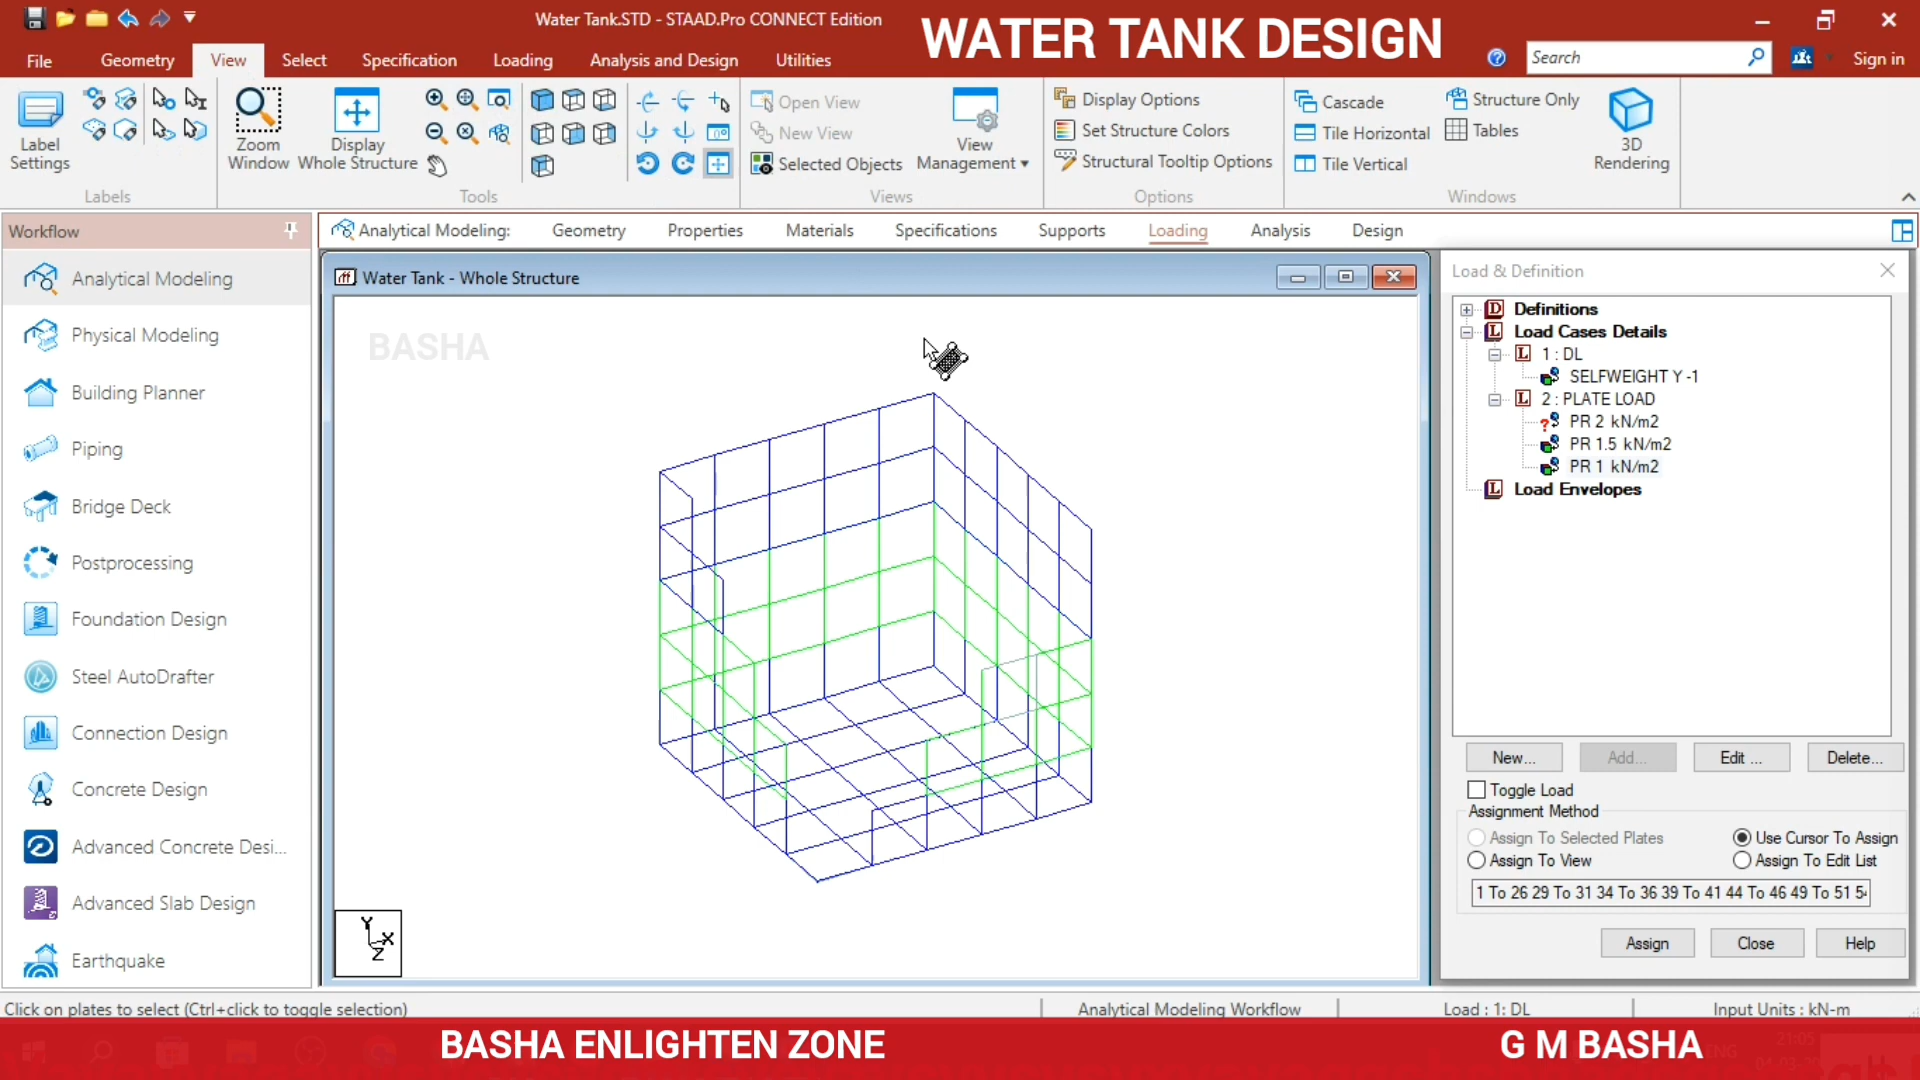 Water Tank.STD - STAAD.Pro CONNECT Edition
WATER TANK DESIGN
File Geometry View Select Specification Loading Analysis and Design Utilities
Search
Sign in
Label Settings
Labels
Zoom Window
Display Whole Structure
Tools
Open View
New View
Selected Objects
View Management
Views
Display Options
Set Structure Colors
Structural Tooltip Options
Options
Cascade
Tile Horizontal
Tile Vertical
Structure Only
Tables
Windows
3D Rendering
Workflow
Analytical Modeling
Physical Modeling
Building Planner
Piping
Bridge Deck
Postprocessing
Foundation Design
Steel AutoDrafter
Connection Design
Concrete Design
Advanced Concrete Desi...
Advanced Slab Design
Earthquake
Analytical Modeling: Geometry Properties Materials Specifications Supports Loading Analysis Design
Water Tank - Whole Structure
BASHA
Y
X
Z
Load & Definition
Definitions
Load Cases Details
1 : DL
SELFWEIGHT Y -1
2 : PLATE LOAD
PR 2 kN/m2
PR 1.5 kN/m2
PR 1 kN/m2
Load Envelopes
New... Add... Edit ... Delete...
Toggle Load
Assignment Method
Assign To Selected Plates
Use Cursor To Assign
Assign To View
Assign To Edit List
1 To 26 29 To 31 34 To 36 39 To 41 44 To 46 49 To 51
Assign Close Help
Click on plates to select (Ctrl+click to toggle selection)
Analytical Modeling Workflow
Load : 1: DL
Input Units : kN-m
BASHA ENLIGHTEN ZONE
G M BASHA